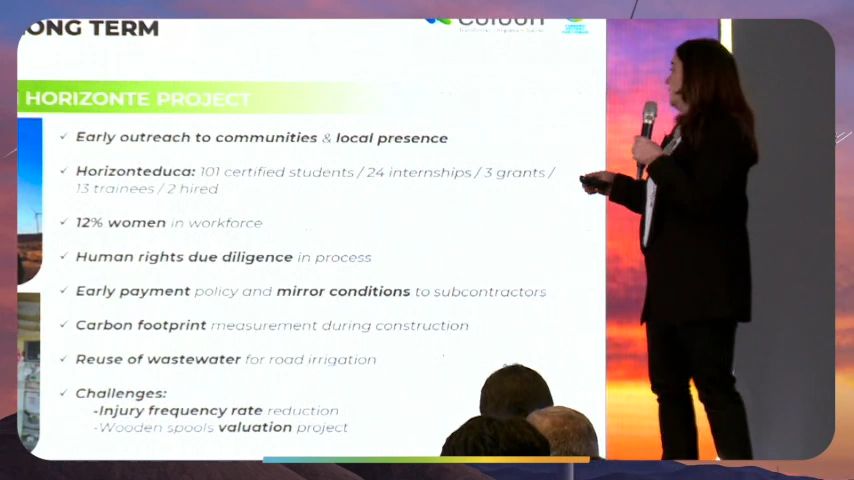 ONG TERM
HORIZONTE PROJECT
✓ Early outreach to communities & local presence
✓ Horizonteduca: 101 certified students / 24 internships / 3 grants /
13 trainees / 2 hired
✓ 12% women in workforce
✓ Human rights due diligence in process
✓ Early payment policy and mirror conditions to subcontractors
✓ Carbon footprint measurement during construction
✓ Reuse of wastewater for road irrigation
✓ Challenges:
-Injury frequency rate reduction
-Wooden spools valuation project